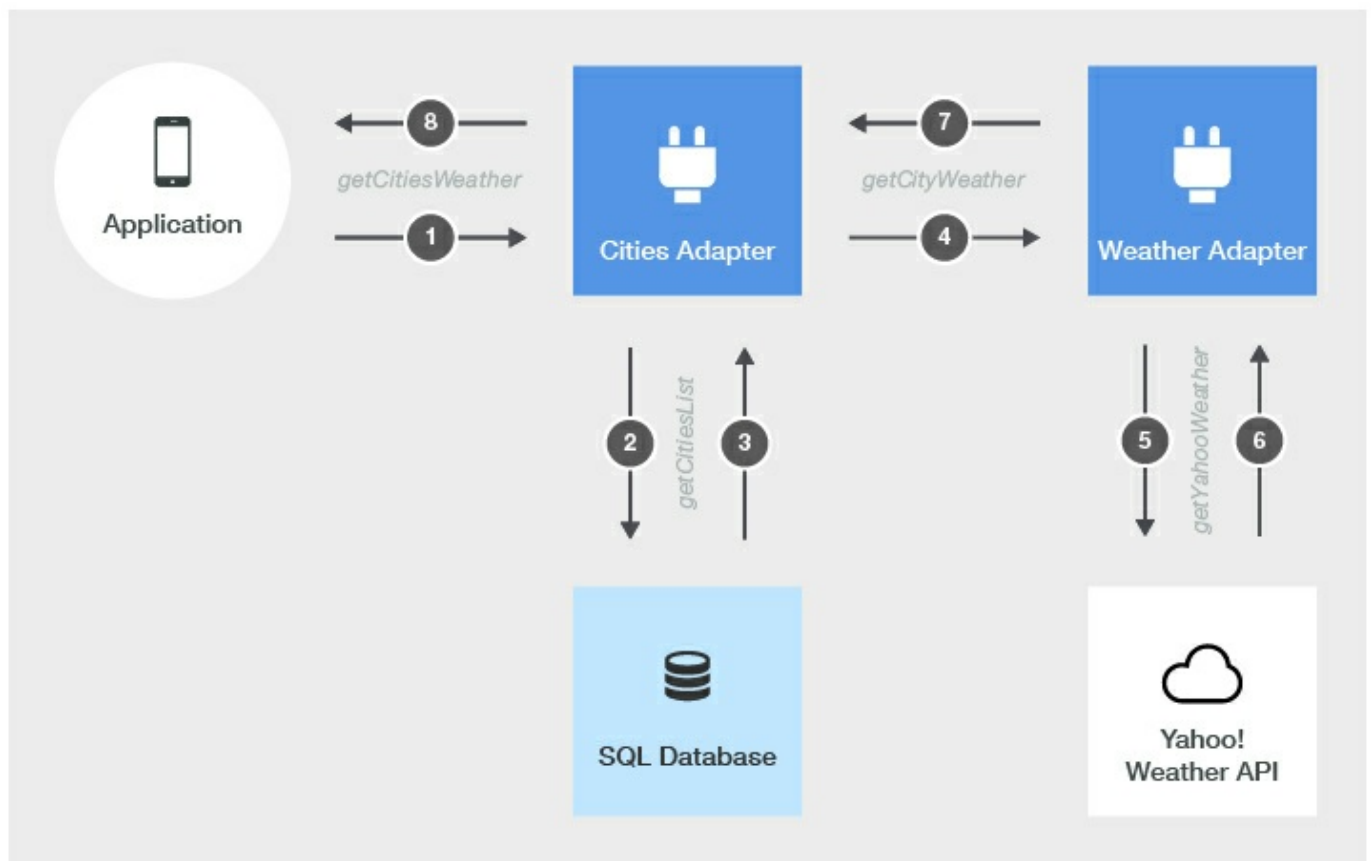 8
7
getCitiesWeather
getCityWeather
Application
1
4
Cities Adapter
Weather Adapter
2
getCitiesList
3
5
getYahooWeather
6
SQL Database
Yahoo!
Weather API